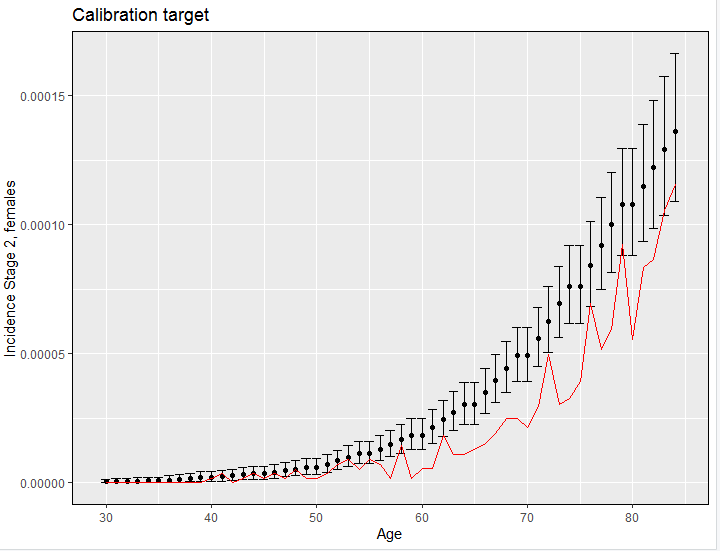 Calibration target
Incidence Stage 2, females
0.00015
0.00010
0.00005
0.00000
30 40 50 60 70 80
Age